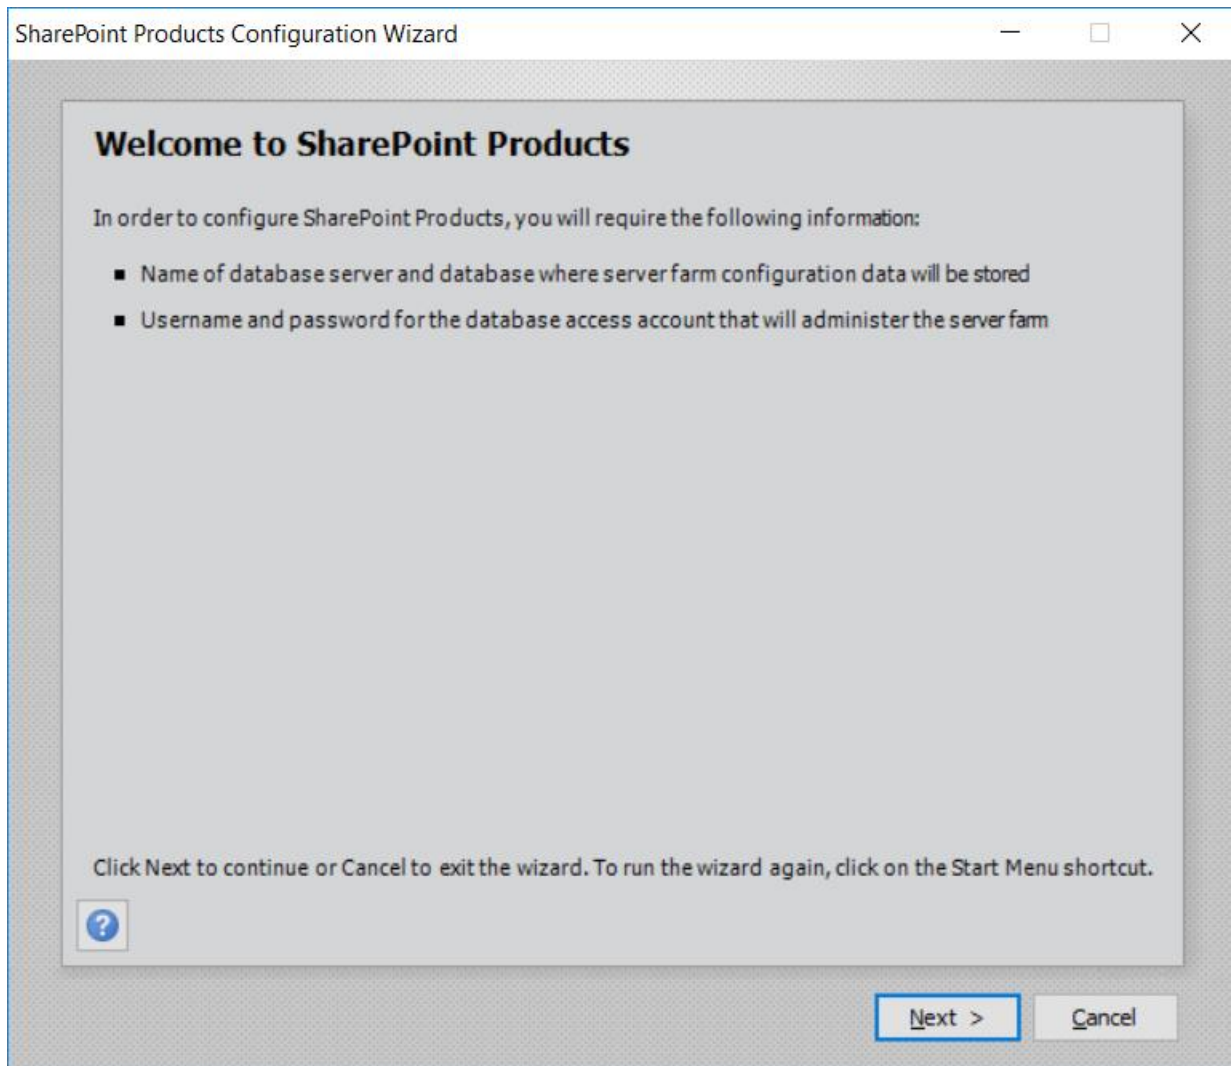 SharePoint Products Configuration Wizard
Welcome to SharePoint Products
In order to configure SharePoint Products, you will require the following information:
Name of database server and database where server farm configuration data will be stored
Username and password for the database access account that will administer the server farm
Click Next to continue or Cancel to exit the wizard. To run the wizard again, click on the Start Menu shortcut.
?
Next >
Cancel